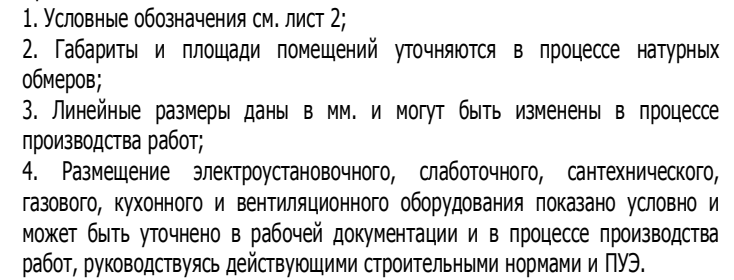 1. Условные обозначения см. лист 2;
2. Габариты и площади помещений уточняются в процессе натурных
обмеров;
3. Линейные размеры даны в мм. и могут быть изменены в процессе
производства работ;
4. Размещение электроустановочного, слаботочного, сантехнического,
газового, кухонного и вентиляционного оборудования показано условно и
может быть уточнено в рабочей документации и в процессе производства
работ, руководствуясь действующими строительными нормами и ПУЭ.